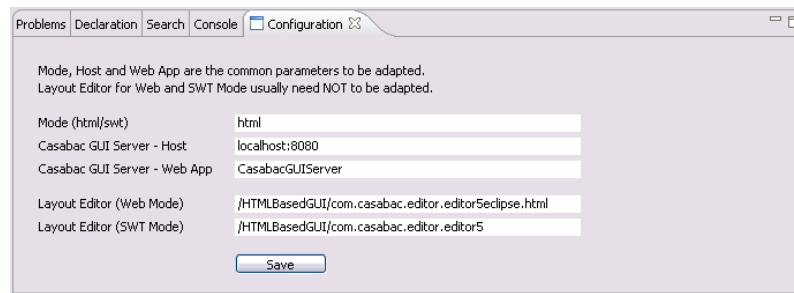 Problems Declaration Search Console Configuration
Mode, Host and Web App are the common parameters to be adapted.
Layout Editor for Web and SWT Mode usually need NOT to be adapted.
Mode (html/swt) html
Casabac GUI Server - Host localhost:8080
Casabac GUI Server - Web App CasabacGUIServer
Layout Editor (Web Mode) /HTMLBasedGUI/com.casabac.editor.editor5eclipse.html
Layout Editor (SWT Mode) /HTMLBasedGUI/com.casabac.editor.editor5
Save